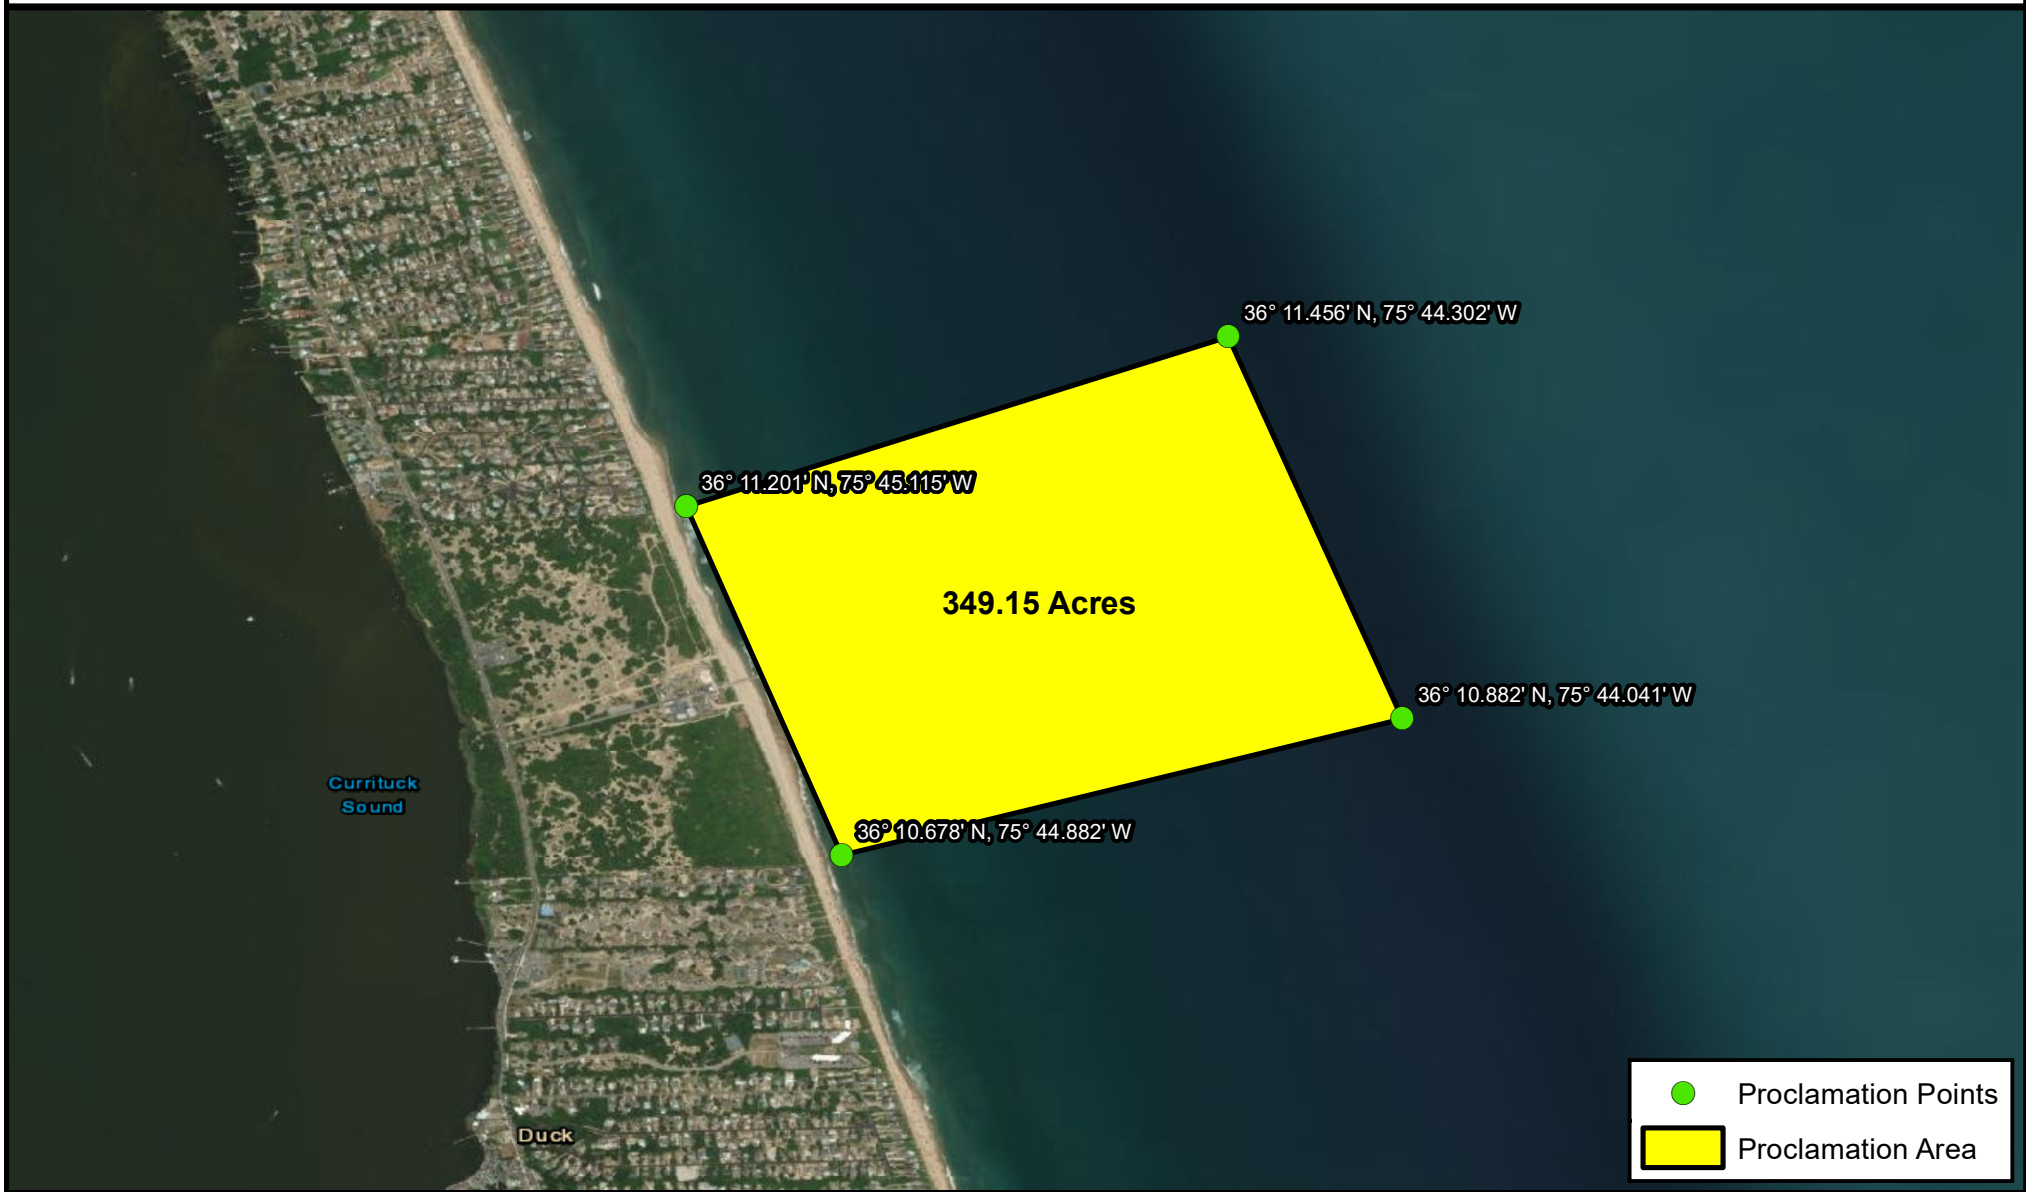 36° 11.456' N, 75° 44.302' W
36° 11.201' N, 75° 45.115' W
349.15 Acres
36° 10.882' N, 75° 44.041' W
Currituck
Sound
36° 10.678' N, 75° 44.882' W
Duck
Proclamation Points
Proclamation Area